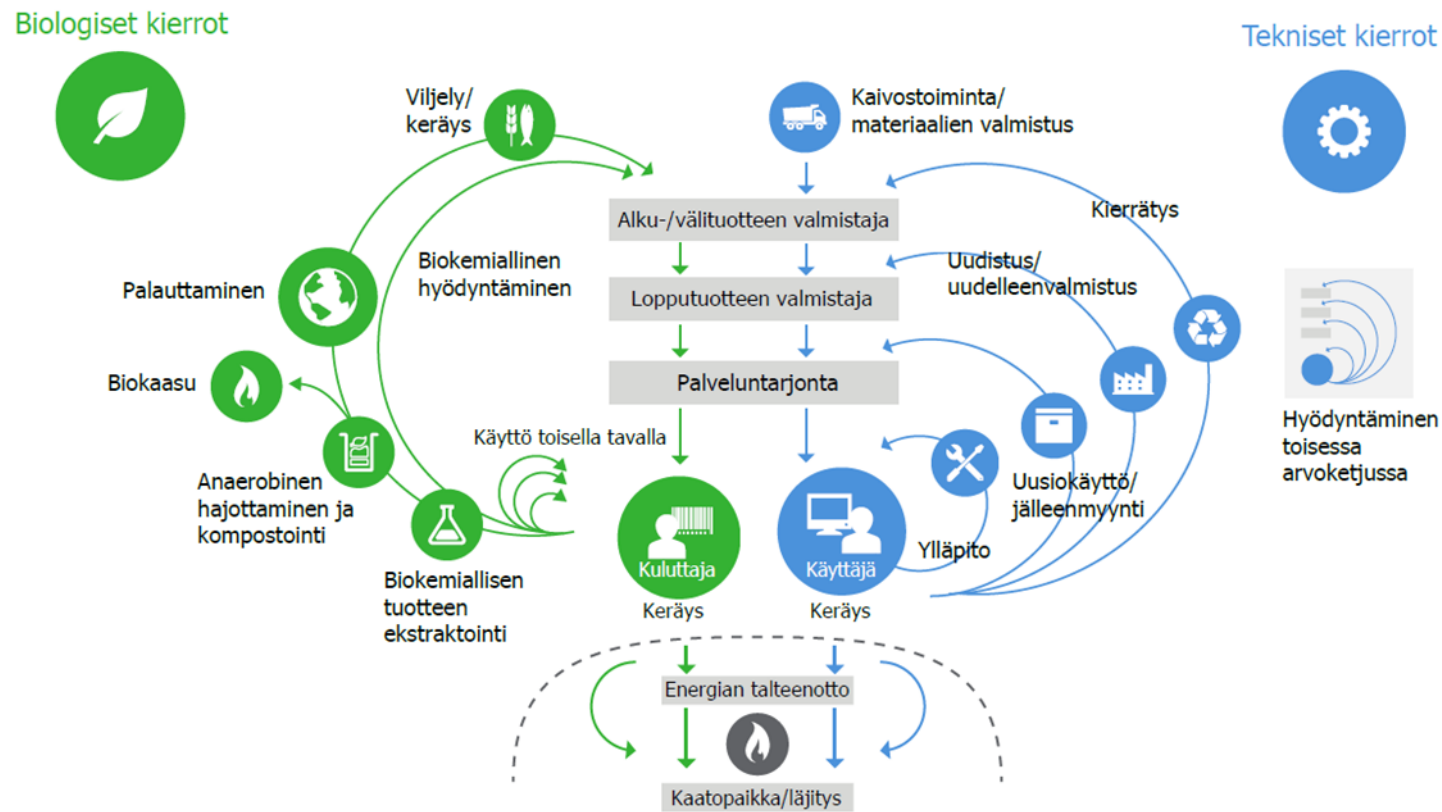 Biologiset kierrot
Tekniset kierrot
Viljely/
keräys
Kaivostoiminta/
materiaalien valmistus
Kierrätys
Alku-/välituotteen valmistaja
Biokemiallinen
hyödyntäminen
Uudistus/
uudelleenvalmistus
Palauttaminen
Lopputuotteen valmistaja
Biokaasu
Palveluntarjonta
Hyödyntäminen
toisessa
arvoketjussa
Käyttö toisella tavalla
Anaerobinen
hajottaminen ja
kompostointi
Uusiokäyttö/
jälleenmyynti
Ylläpito
Kuluttaja
Käyttäjä
Biokemiallisen
tuotteen
ekstraktointi
Keräys
Keräys
Energian talteenotto
Kaatopaikka/läjitys